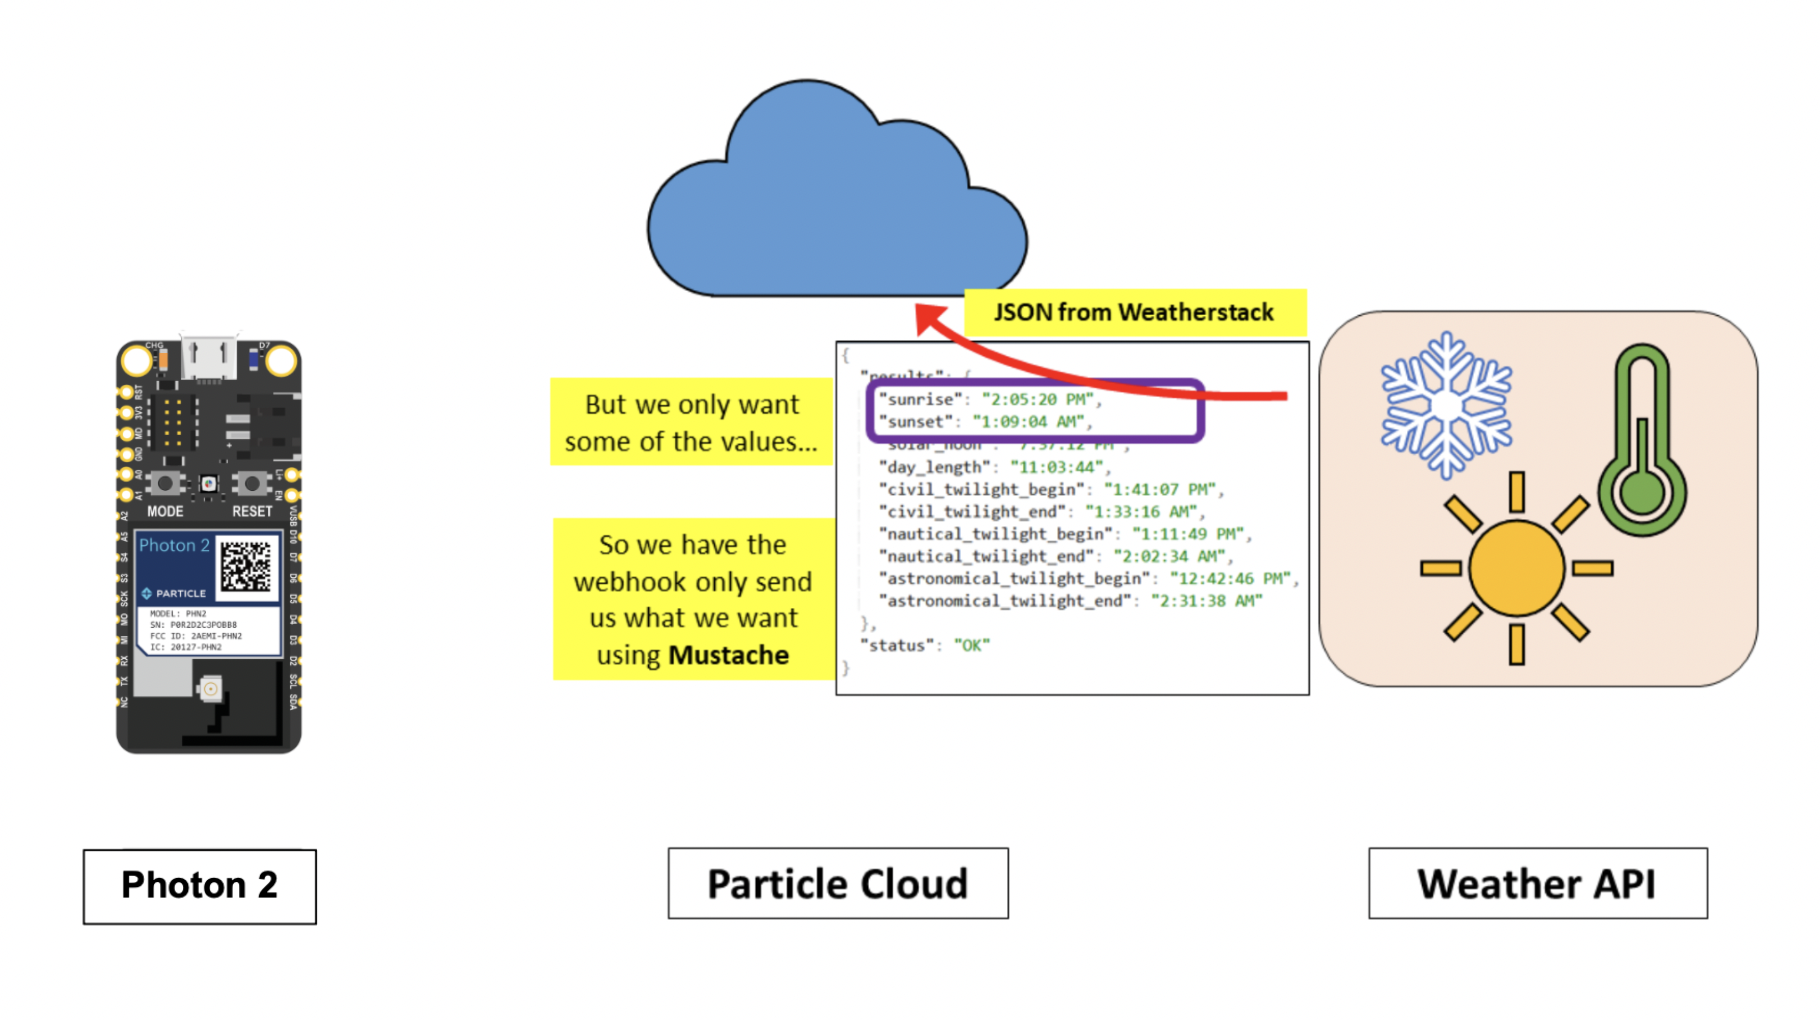 JSON from Weatherstack
{
"results": {
"sunrise": "2:05:20 PM",
"sunset": "1:09:04 AM",
"solar_noon": "7:37:12 PM",
"day_length": "11:03:44",
"civil_twilight_begin": "1:41:07 PM",
"civil_twilight_end": "1:33:16 AM",
"nautical_twilight_begin": "1:11:49 PM",
"nautical_twilight_end": "2:02:34 AM",
"astronomical_twilight_begin": "12:42:46 PM",
"astronomical_twilight_end": "2:31:38 AM"
},
"status": "OK"
}
But we only want
some of the values...
So we have the
webhook only send
us what we want
using Mustache
CHG
D7
RST
3V3
MD
GND
A0
A1
A2
A5
S4
S3
SCK
MO
MI
RX
TX
NC
Li+
EN
VUSB
D10
D7
D6
D5
D4
D3
D2
SCL
SDA
MODE
RESET
Photon 2
PARTICLE
MODEL: PHN2
SN: P0R2D2C3POBB8
FCC ID: 2AEMI-PHN2
IC: 20127-PHN2
Photon 2
Particle Cloud
Weather API